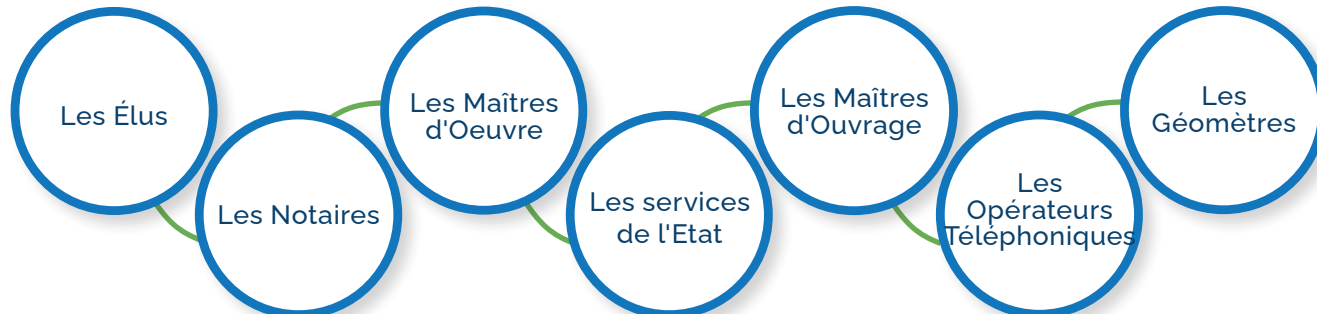 Les Élus
Les Notaires
Les Maîtres
d'Oeuvre
Les services
de l'Etat
Les Maîtres
d'Ouvrage
Les
Opérateurs
Téléphoniques
Les
Géomètres